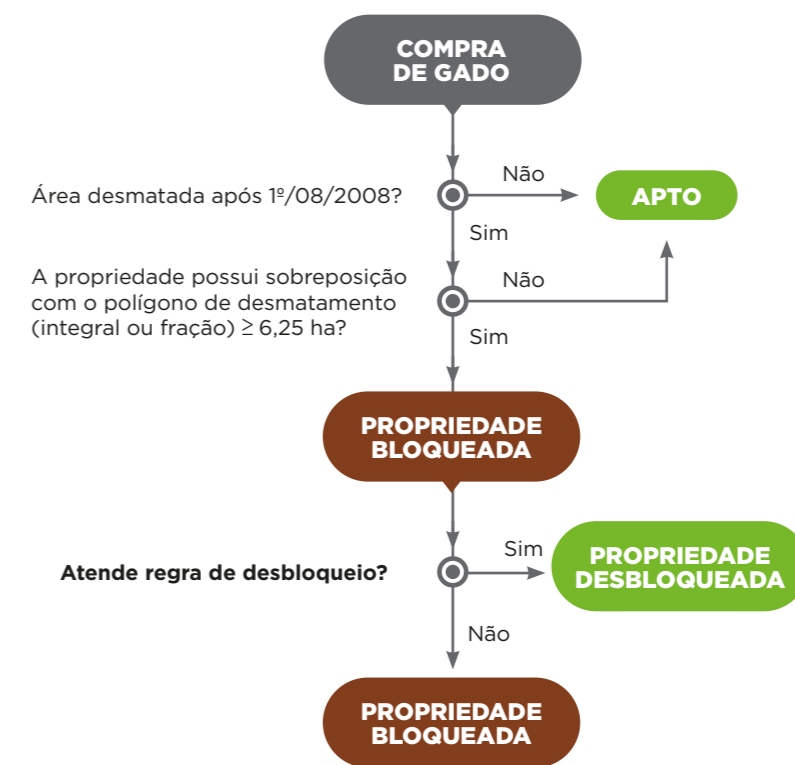 COMPRA
DE GADO
Área desmatada após 1º/08/2008?
Não
APTO
Sim
A propriedade possui sobreposição
com o polígono de desmatamento
(integral ou fração) ≥ 6,25 ha?
Não
Sim
PROPRIEDADE
BLOQUEADA
Atende regra de desbloqueio?
Sim
PROPRIEDADE
DESBLOQUEADA
Não
PROPRIEDADE
BLOQUEADA